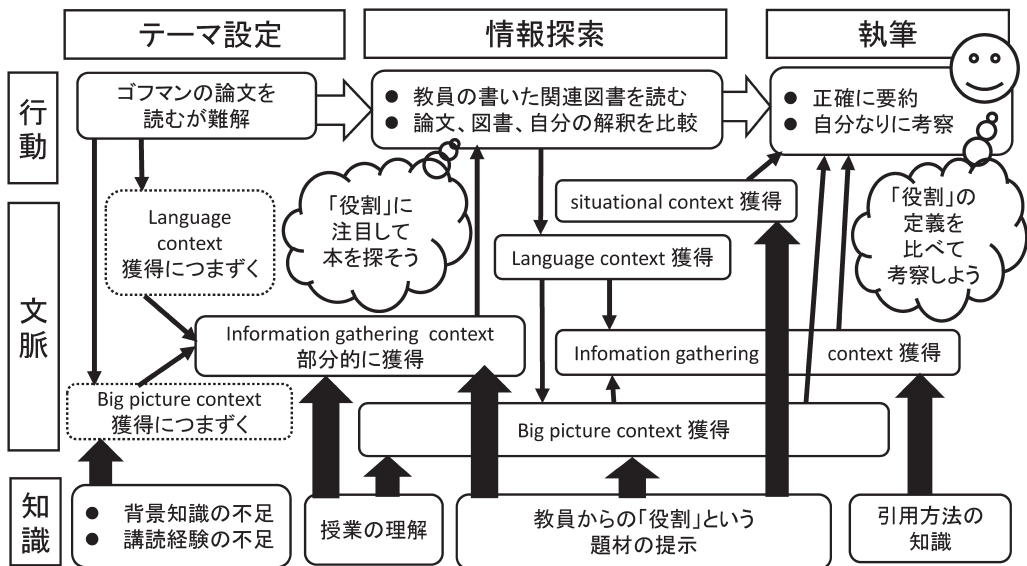 テーマ設定
情報探索
執筆
行動
ゴフマンの論文を
読むが難解
● 教員の書いた関連図書を読む
● 論文、図書、自分の解釈を比較
● 正確に要約
● 自分なりに考察
文脈
Language
context
獲得につまずく
「役割」に
注目して
本を探そう
situational context 獲得
Language context 獲得
「役割」の
定義を
比べて
考察しよう
Information gathering context
部分的に獲得
Infomation gathering context 獲得
Big picture context
獲得につまずく
Big picture context 獲得
知識
● 背景知識の不足
● 講読経験の不足
授業の理解
教員からの「役割」という
題材の提示
引用方法の
知識